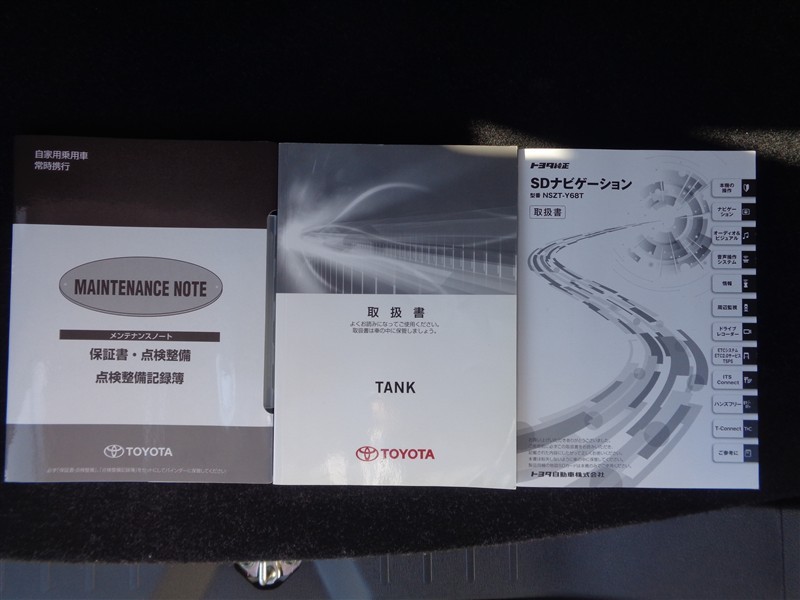 自家用乗用車
常時携行
MAINTENANCE NOTE
メンテナンスノート
保証書・点検整備
点検整備記録簿
TOYOTA
取扱書
よくお読みになってご使用ください。
取扱書は車の中に保管しましょう。
TANK
TOYOTA
トヨタ純正
SDナビゲーション
型番 NSZT-Y68T
取扱書
本機の
操作
ナビゲー
ション
オーディオ&
ビジュアル
音声操作
システム
情報
周辺監視
ドライブ
レコーダー
ETCシステム
ETC2.0サービス
TSPS
ITS
Connect
ハンズフリー
T-Connect
ご参考に
トヨタ自動車株式会社